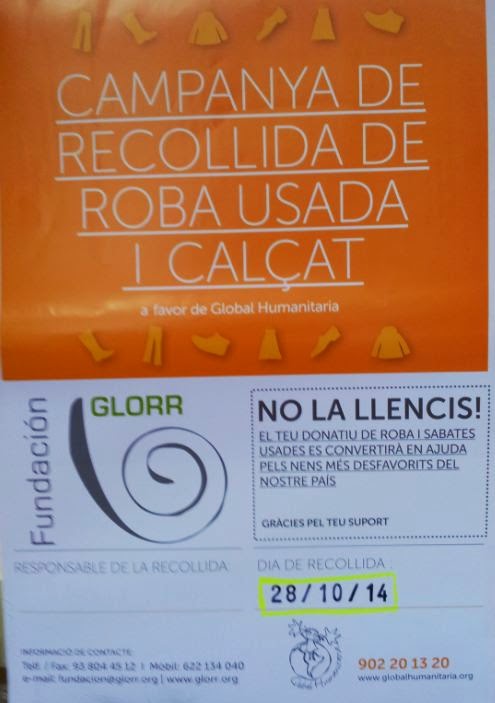 CAMPANYA DE
RECOLLIDA DE
ROBA USADA
I CALÇAT
a favor de Global Humanitaria
Fundación
GLORR
NO LA LLENCIS!
EL TEU DONATIU DE ROBA I SABATES
USADES ES CONVERTIRÀ EN AJUDA
PELS NENS MÉS DESFAVORITS DEL
NOSTRE PAÍS
GRÀCIES PEL TEU SUPORT
RESPONSABLE DE LA RECOLLIDA:
DIA DE RECOLLIDA :
28/10/14
INFORMACIÓ DE CONTACTE:
Telf. / Fax: 93 804 45 12 | Mobil: 622 134 040
e-mail: fundacion@glorr.org | www.glorr.org
Global Humanitaria
902 20 13 20
www.globalhumanitaria.org